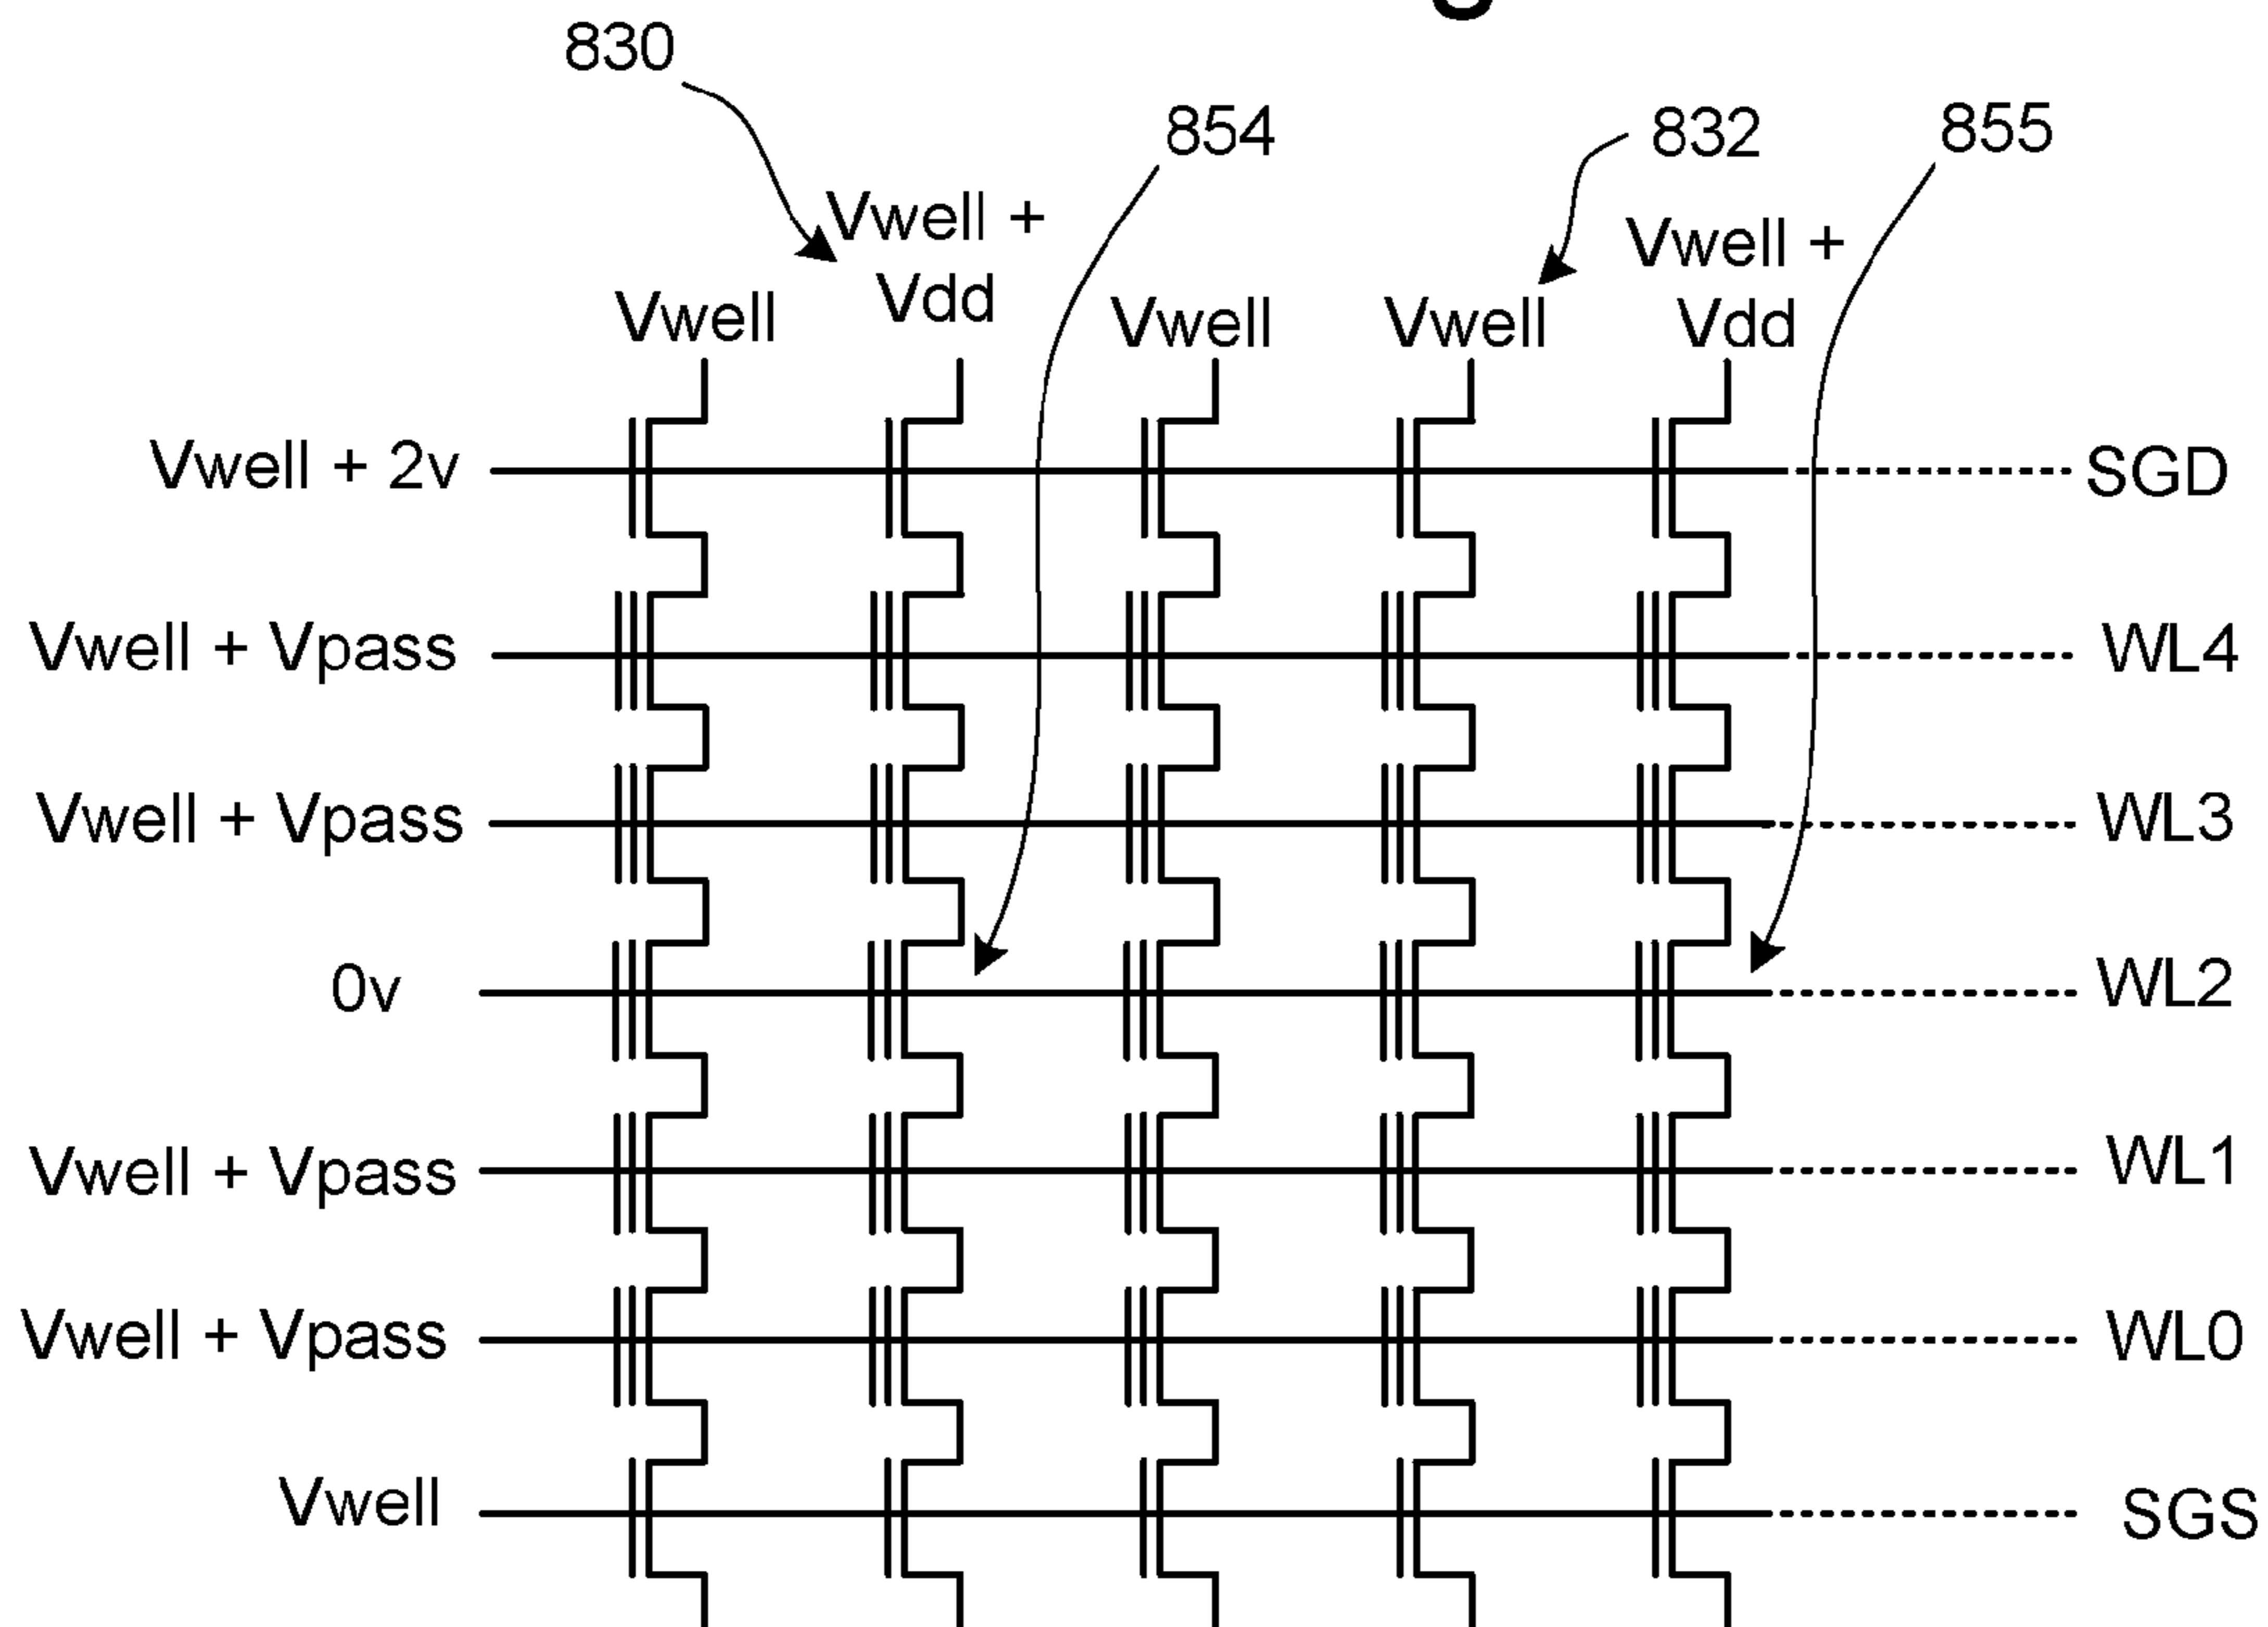 830
854
832
855
Vwell +
Vdd
Vwell +
Vdd
Vwell
Vwell
Vwell
Vwell + 2v
SGD
Vwell + Vpass
WL4
Vwell + Vpass
WL3
0v
WL2
Vwell + Vpass
WL1
Vwell + Vpass
WL0
Vwell
SGS